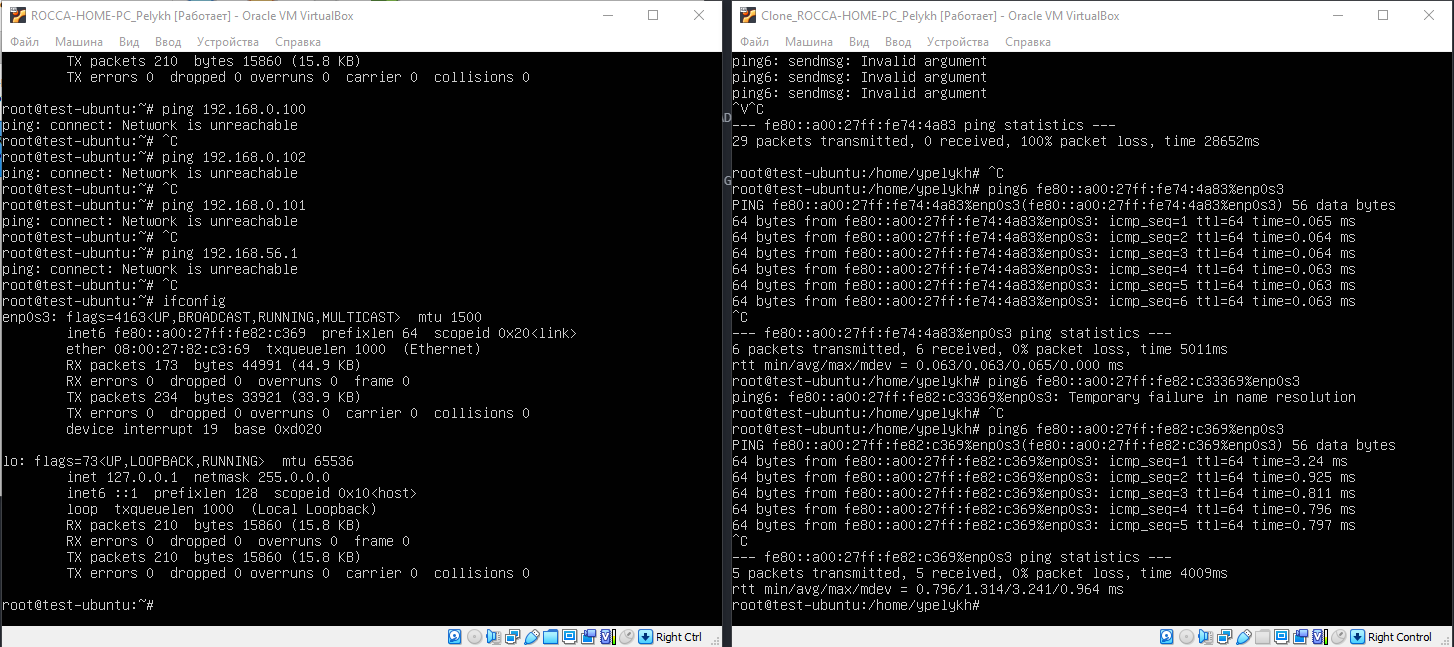 ROCCA-HOME-PC_Pelykh [Работает] - Oracle VM VirtualBox
Файл Машина Вид Ввод Устройства Справка
TX packets 210  bytes 15860 (15.8 KB)
TX errors 0  dropped 0 overruns 0  carrier 0  collisions 0
root@test-ubuntu:~# ping 192.168.0.100
ping: connect: Network is unreachable
root@test-ubuntu:~# ^C
root@test-ubuntu:~# ping 192.168.0.102
ping: connect: Network is unreachable
root@test-ubuntu:~# ^C
root@test-ubuntu:~# ping 192.168.0.101
ping: connect: Network is unreachable
root@test-ubuntu:~# ^C
root@test-ubuntu:~# ping 192.168.56.1
ping: connect: Network is unreachable
root@test-ubuntu:~# ^C
root@test-ubuntu:~# ifconfig
enp0s3: flags=4163<UP,BROADCAST,RUNNING,MULTICAST>  mtu 1500
inet6 fe80::a00:27ff:fe82:c369  prefixlen 64  scopeid 0x20<link>
ether 08:00:27:82:c3:69  txqueuelen 1000  (Ethernet)
RX packets 173  bytes 44991 (44.9 KB)
RX errors 0  dropped 0  overruns 0  frame 0
TX packets 234  bytes 33921 (33.9 KB)
TX errors 0  dropped 0 overruns 0  carrier 0  collisions 0
device interrupt 19  base 0xd020
lo: flags=73<UP,LOOPBACK,RUNNING>  mtu 65536
inet 127.0.0.1  netmask 255.0.0.0
inet6 ::1  prefixlen 128  scopeid 0x10<host>
loop  txqueuelen 1000  (Local Loopback)
RX packets 210  bytes 15860 (15.8 KB)
RX errors 0  dropped 0  overruns 0  frame 0
TX packets 210  bytes 15860 (15.8 KB)
TX errors 0  dropped 0 overruns 0  carrier 0  collisions 0
root@test-ubuntu:~#
Right Ctrl
D
G
Clone_ROCCA-HOME-PC_Pelykh [Работает] - Oracle VM VirtualBox
Файл Машина Вид Ввод Устройства Справка
ping6: sendmsg: Invalid argument
ping6: sendmsg: Invalid argument
ping6: sendmsg: Invalid argument
^V^C
--- fe80::a00:27ff:fe74:4a83 ping statistics ---
29 packets transmitted, 0 received, 100% packet loss, time 28652ms
root@test-ubuntu:/home/ypelykh# ^C
root@test-ubuntu:/home/ypelykh# ping6 fe80::a00:27ff:fe74:4a83%enp0s3
PING fe80::a00:27ff:fe74:4a83%enp0s3(fe80::a00:27ff:fe74:4a83%enp0s3) 56 data bytes
64 bytes from fe80::a00:27ff:fe74:4a83%enp0s3: icmp_seq=1 ttl=64 time=0.065 ms
64 bytes from fe80::a00:27ff:fe74:4a83%enp0s3: icmp_seq=2 ttl=64 time=0.064 ms
64 bytes from fe80::a00:27ff:fe74:4a83%enp0s3: icmp_seq=3 ttl=64 time=0.064 ms
64 bytes from fe80::a00:27ff:fe74:4a83%enp0s3: icmp_seq=4 ttl=64 time=0.063 ms
64 bytes from fe80::a00:27ff:fe74:4a83%enp0s3: icmp_seq=5 ttl=64 time=0.063 ms
64 bytes from fe80::a00:27ff:fe74:4a83%enp0s3: icmp_seq=6 ttl=64 time=0.063 ms
^C
--- fe80::a00:27ff:fe74:4a83%enp0s3 ping statistics ---
6 packets transmitted, 6 received, 0% packet loss, time 5011ms
rtt min/avg/max/mdev = 0.063/0.063/0.065/0.000 ms
root@test-ubuntu:/home/ypelykh# ping6 fe80::a00:27ff:fe82:c33369%enp0s3
ping6: fe80::a00:27ff:fe82:c33369%enp0s3: Temporary failure in name resolution
root@test-ubuntu:/home/ypelykh# ^C
root@test-ubuntu:/home/ypelykh# ping6 fe80::a00:27ff:fe82:c369%enp0s3
PING fe80::a00:27ff:fe82:c369%enp0s3(fe80::a00:27ff:fe82:c369%enp0s3) 56 data bytes
64 bytes from fe80::a00:27ff:fe82:c369%enp0s3: icmp_seq=1 ttl=64 time=3.24 ms
64 bytes from fe80::a00:27ff:fe82:c369%enp0s3: icmp_seq=2 ttl=64 time=0.925 ms
64 bytes from fe80::a00:27ff:fe82:c369%enp0s3: icmp_seq=3 ttl=64 time=0.811 ms
64 bytes from fe80::a00:27ff:fe82:c369%enp0s3: icmp_seq=4 ttl=64 time=0.796 ms
64 bytes from fe80::a00:27ff:fe82:c369%enp0s3: icmp_seq=5 ttl=64 time=0.797 ms
^C
--- fe80::a00:27ff:fe82:c369%enp0s3 ping statistics ---
5 packets transmitted, 5 received, 0% packet loss, time 4009ms
rtt min/avg/max/mdev = 0.796/1.314/3.241/0.964 ms
root@test-ubuntu:/home/ypelykh#
Right Control